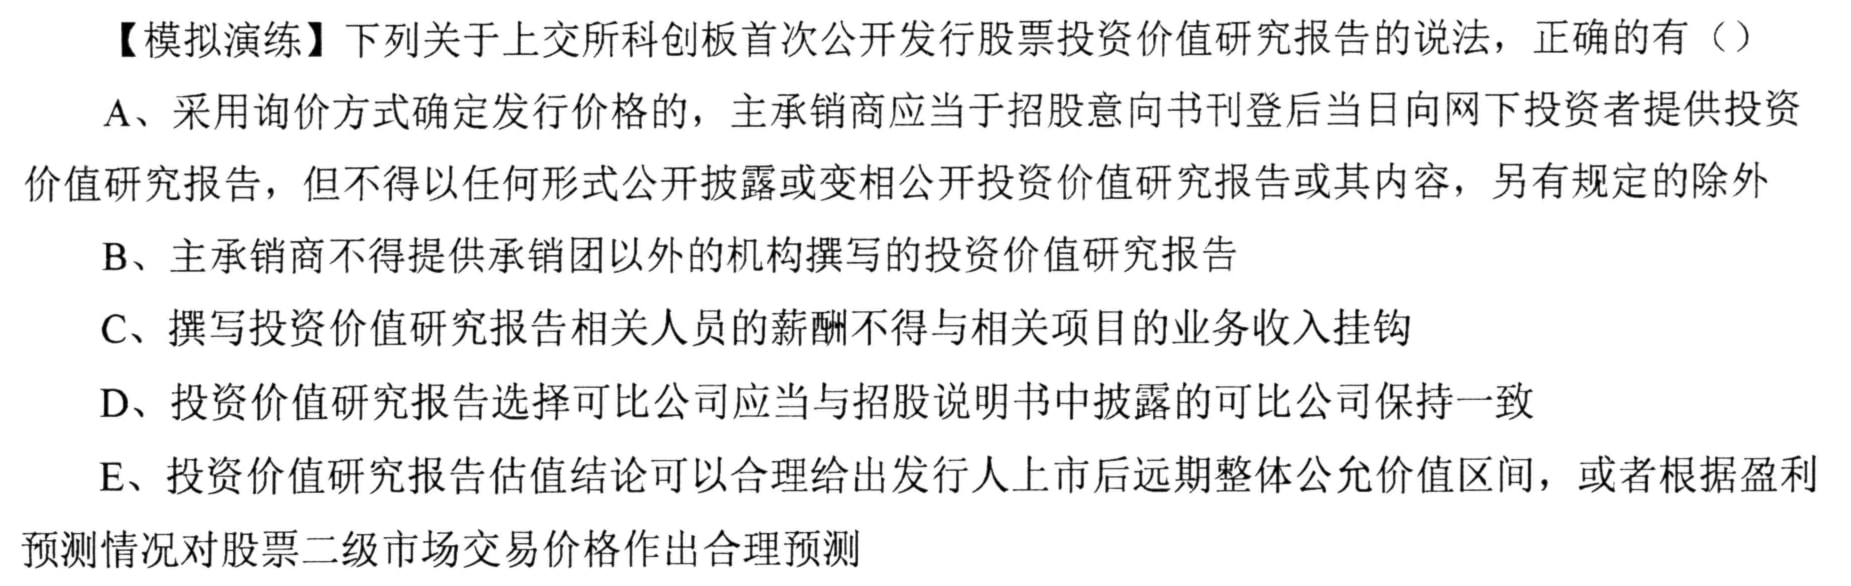 【模拟演练】下列关于上交所科创板首次公开发行股票投资价值研究报告的说法，正确的有（）
A、采用询价方式确定发行价格的，主承销商应当于招股意向书刊登后当日向网下投资者提供投资
价值研究报告，但不得以任何形式公开披露或变相公开投资价值研究报告或其内容，另有规定的除外
B、主承销商不得提供承销团以外的机构撰写的投资价值研究报告
C、撰写投资价值研究报告相关人员的薪酬不得与相关项目的业务收入挂钩
D、投资价值研究报告选择可比公司应当与招股说明书中披露的可比公司保持一致
E、投资价值研究报告估值结论可以合理给出发行人上市后远期整体公允价值区间，或者根据盈利
预测情况对股票二级市场交易价格作出合理预测